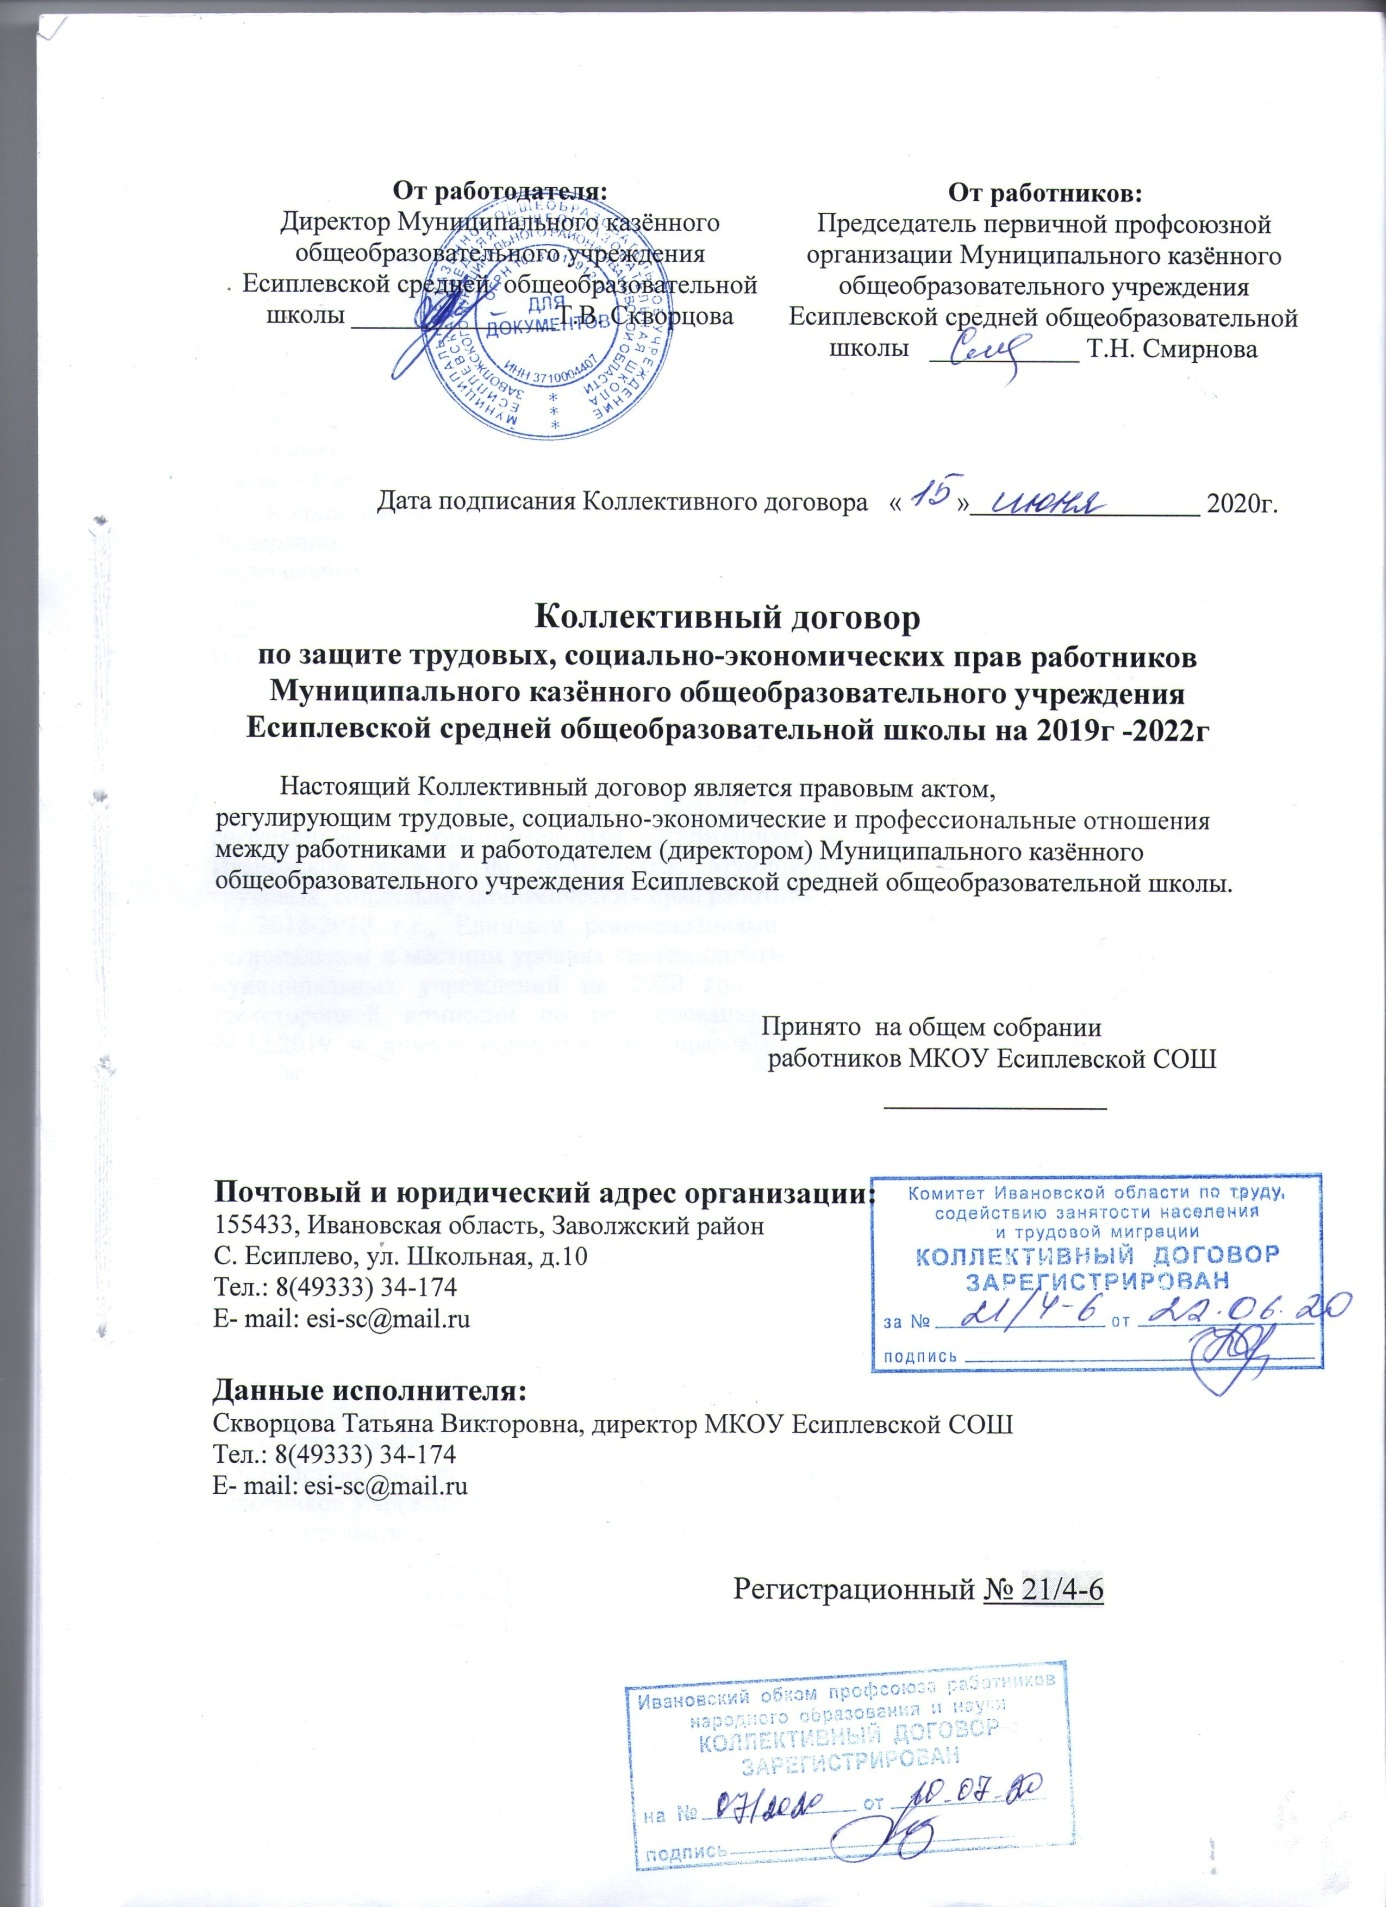 От работодателя:
Директор Муниципального казённого
общеобразовательного учреждения
Есиплевской средней общеобразовательной
школы _______________ Т.В. Скворцова
ДЛЯ
ДОКУМЕНТОВ
ИНН 3710004407
От работников:
Председатель первичной профсоюзной
организации Муниципального казённого
общеобразовательного учреждения
Есиплевской средней общеобразовательной
школы ___________ Т.Н. Смирнова
Дата подписания Коллективного договора « 15 » июня 2020г.
Коллективный договор
по защите трудовых, социально-экономических прав работников
Муниципального казённого общеобразовательного учреждения
Есиплевской средней общеобразовательной школы на 2019г -2022г
Настоящий Коллективный договор является правовым актом,
регулирующим трудовые, социально-экономические и профессиональные отношения
между работниками и работодателем (директором) Муниципального казённого
общеобразовательного учреждения Есиплевской средней общеобразовательной школы.
Принято на общем собрании
работников МКОУ Есиплевской СОШ
Почтовый и юридический адрес организации:
155433, Ивановская область, Заволжский район
С. Есиплево, ул. Школьная, д.10
Тел.: 8(49333) 34-174
E- mail: esi-sc@mail.ru
Комитет Ивановской области по труду,
содействию занятости населения
и трудовой миграции
КОЛЛЕКТИВНЫЙ ДОГОВОР
ЗАРЕГИСТРИРОВАН
за № 21/4-6 от 22.06.20
подпись
Данные исполнителя:
Скворцова Татьяна Викторовна, директор МКОУ Есиплевской СОШ
Тел.: 8(49333) 34-174
E- mail: esi-sc@mail.ru
Регистрационный № 21/4-6
Ивановский обком профсоюза работников
народного образования и науки
КОЛЛЕКТИВНЫЙ ДОГОВОР
ЗАРЕГИСТРИРОВАН
на № 07/2020 от 10.07.20
подпись